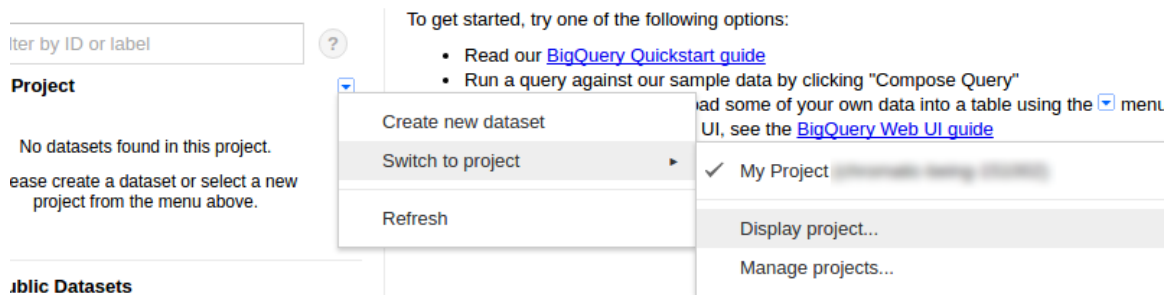 lter by ID or label
?
Project
No datasets found in this project.
ease create a dataset or select a new
project from the menu above.
ublic Datasets
To get started, try one of the following options:
Read our BigQuery Quickstart guide
Run a query against our sample data by clicking "Compose Query"
ad some of your own data into a table using the menu
UI, see the BigQuery Web UI guide
Create new dataset
Switch to project
Refresh
My Project
Display project...
Manage projects...